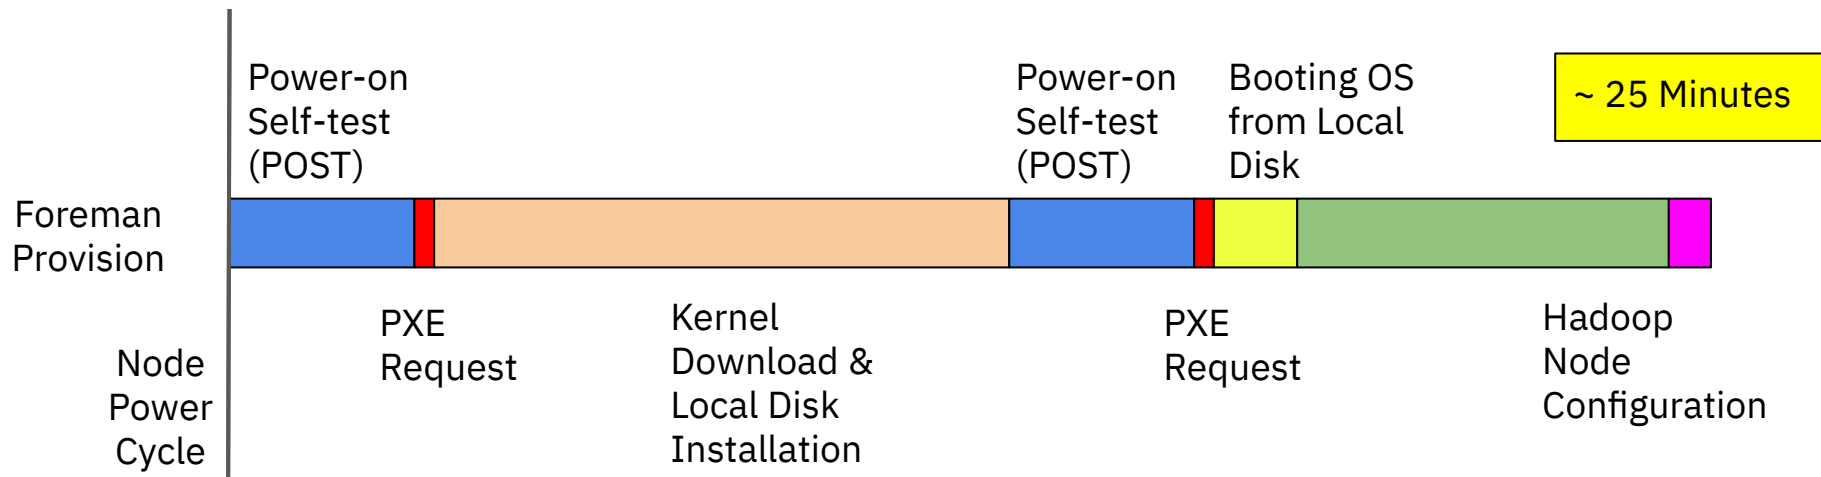 Power-on
Self-test
(POST)
Power-on
Self-test
(POST)
Booting OS
from Local
Disk
~ 25 Minutes
Foreman
Provision
PXE
Request
Kernel
Download &
Local Disk
Installation
PXE
Request
Hadoop
Node
Configuration
Node
Power
Cycle